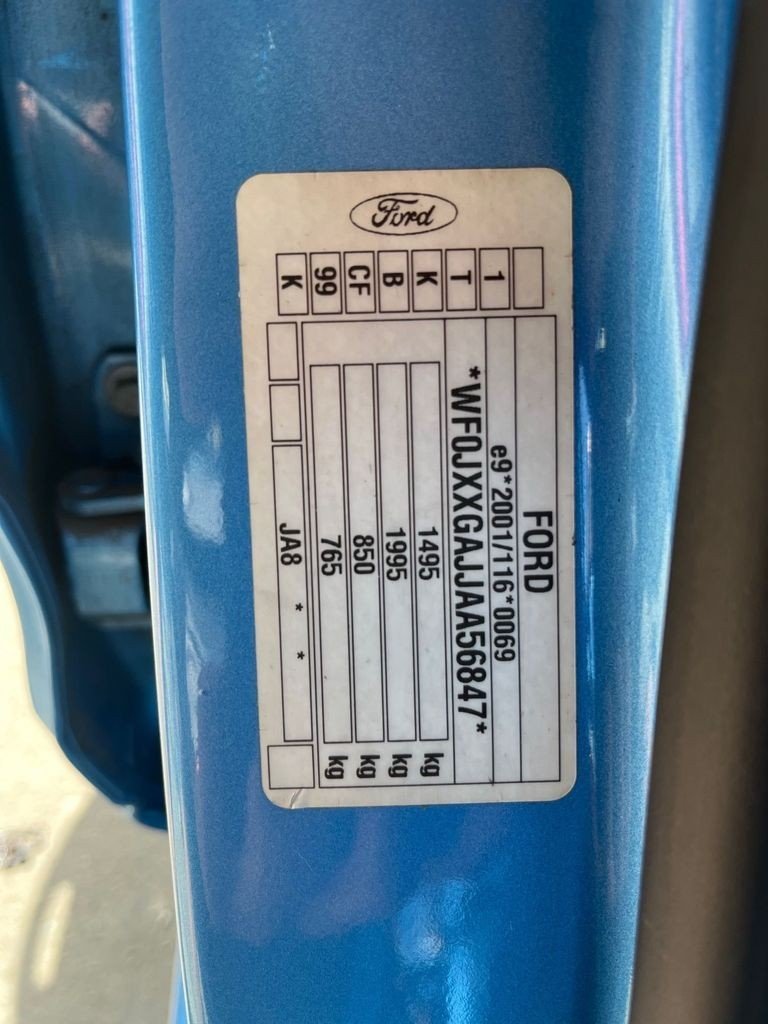 Ford
FORD
e9*2001/116*0069
*WF0JXXGAJJAA56847*
1495 kg
1995 kg
850 kg
765 kg
JA8 * *
1
T
K
B
CF
99
K